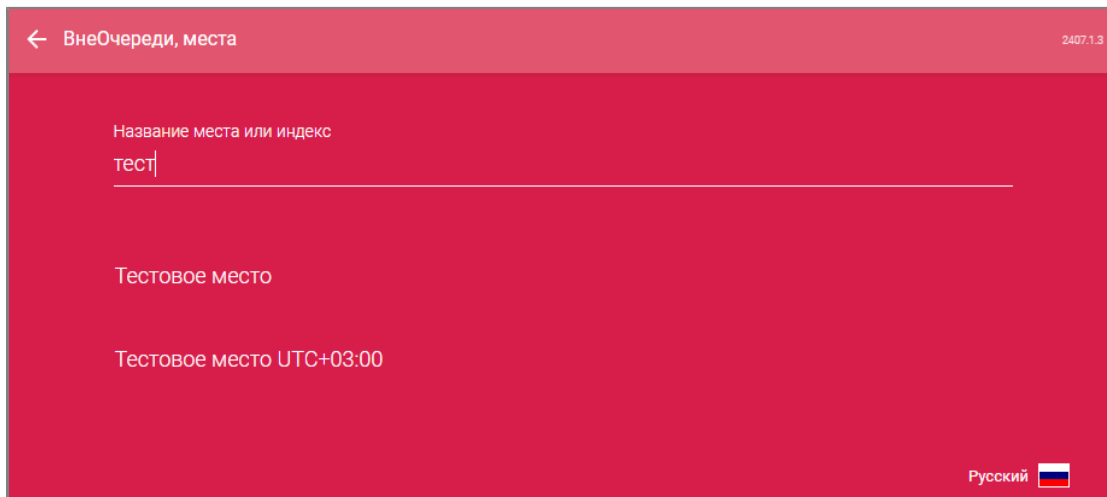 ВнеОчереди, места
2407.1.3
Название места или индекс
тест
Тестовое место
Тестовое место UTC+03:00
Русский